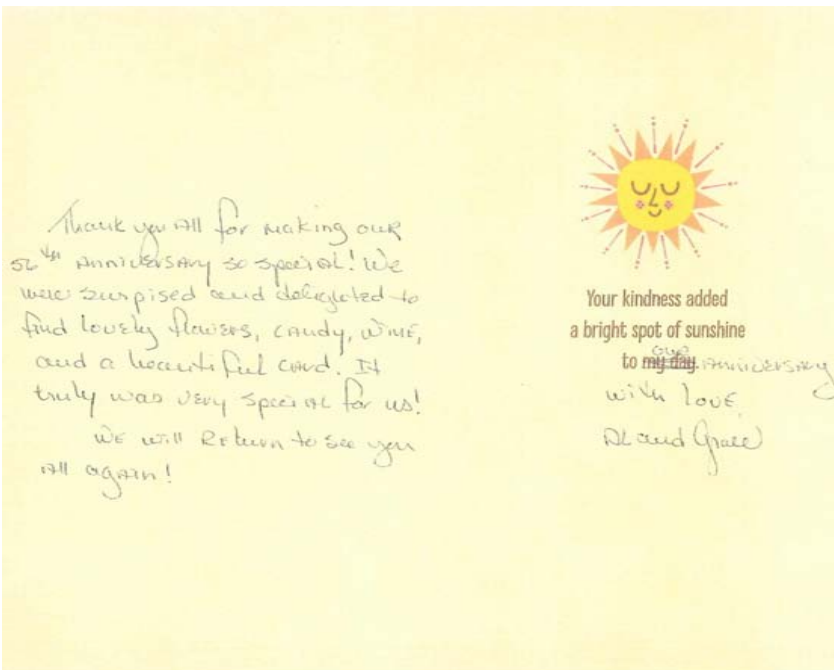 Thank you All for making our
56th Anniversary so special! We
were surpised and delighted to
find lovely flowers, candy, wine,
and a beautiful card. It
truly was very special for us!
We will Return to see you
All again!
Your kindness added
a bright spot of sunshine
to my day. our Anniversary
with Love,
Al and Grace